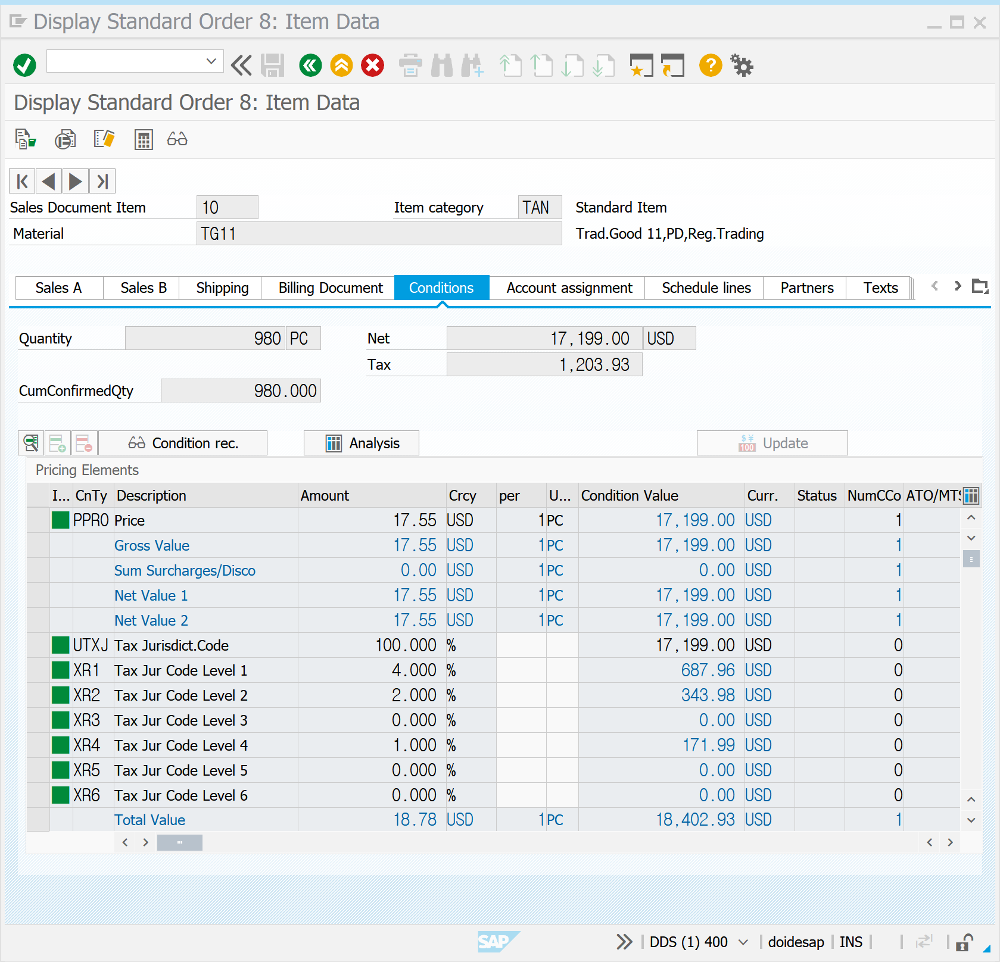 Display Standard Order 8: Item Data
Display Standard Order 8: Item Data
Sales Document Item 10 Item category TAN Standard Item
Material TG11 Trad.Good 11,PD,Reg.Trading
Sales A Sales B Shipping Billing Document Conditions Account assignment Schedule lines Partners Texts
Quantity 980 PC Net 17,199.00 USD
Tax 1,203.93
CumConfirmedQty 980.000
Condition rec. Analysis Update
Pricing Elements
I... CnTy Description Amount Crcy per U... Condition Value Curr. Status NumCCo ATO/MTS
PPR0 Price 17.55 USD 1 PC 17,199.00 USD 1
Gross Value 17.55 USD 1 PC 17,199.00 USD 1
Sum Surcharges/Disco 0.00 USD 1 PC 0.00 USD 1
Net Value 1 17.55 USD 1 PC 17,199.00 USD 1
Net Value 2 17.55 USD 1 PC 17,199.00 USD 1
UTXJ Tax Jurisdict.Code 100.000 % 17,199.00 USD 0
XR1 Tax Jur Code Level 1 4.000 % 687.96 USD 0
XR2 Tax Jur Code Level 2 2.000 % 343.98 USD 0
XR3 Tax Jur Code Level 3 0.000 % 0.00 USD 0
XR4 Tax Jur Code Level 4 1.000 % 171.99 USD 0
XR5 Tax Jur Code Level 5 0.000 % 0.00 USD 0
XR6 Tax Jur Code Level 6 0.000 % 0.00 USD 0
Total Value 18.78 USD 1 PC 18,402.93 USD 1
SAP DDS (1) 400 doidesap INS